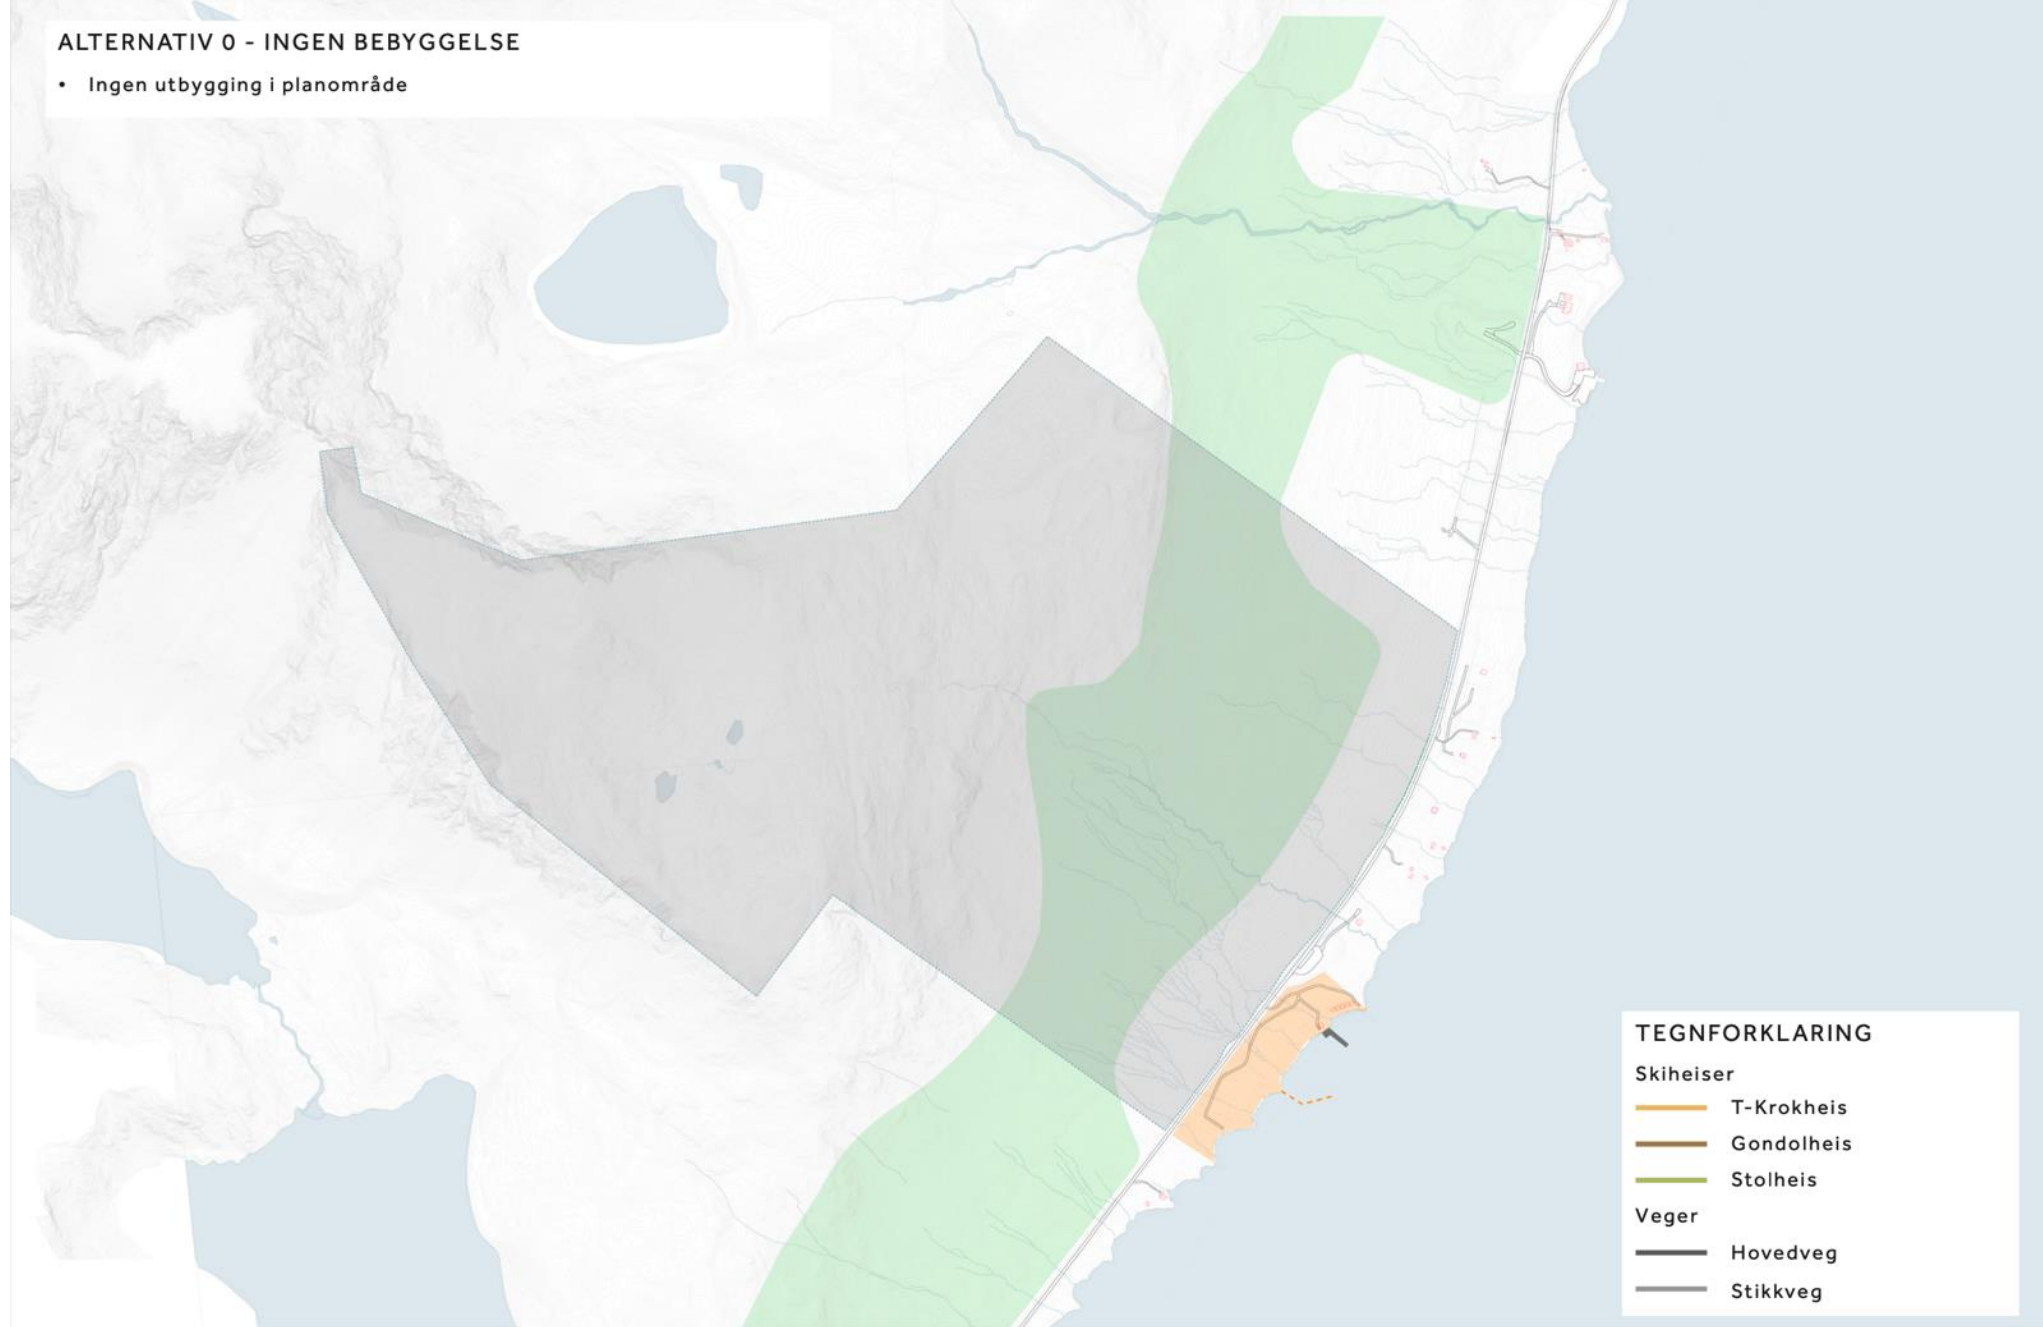 ALTERNATIV 0 - INGEN BEBYGGELSE
• Ingen utbygging i planområde
TEGNFORKLARING
Skiheiser
T-Krokheis
Gondolheis
Stolheis
Veger
Hovedveg
Stikkveg